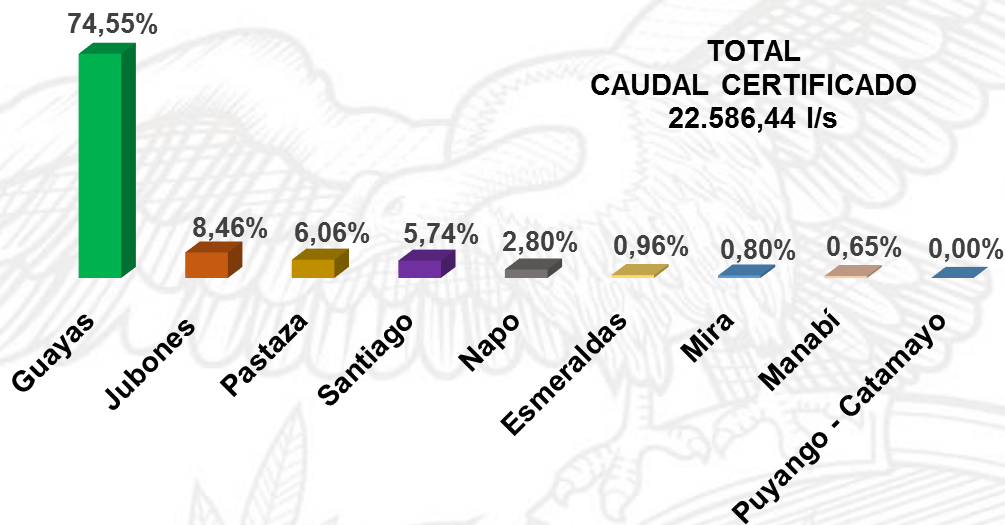 74,55%
TOTAL
CAUDAL CERTIFICADO
22.586,44 l/s
8,46%
6,06%
5,74%
2,80%
0,96%
0,80%
0,65%
0,00%
Guayas
Jubones
Pastaza
Santiago
Napo
Esmeraldas
Mira
Manabí
Puyango - Catamayo